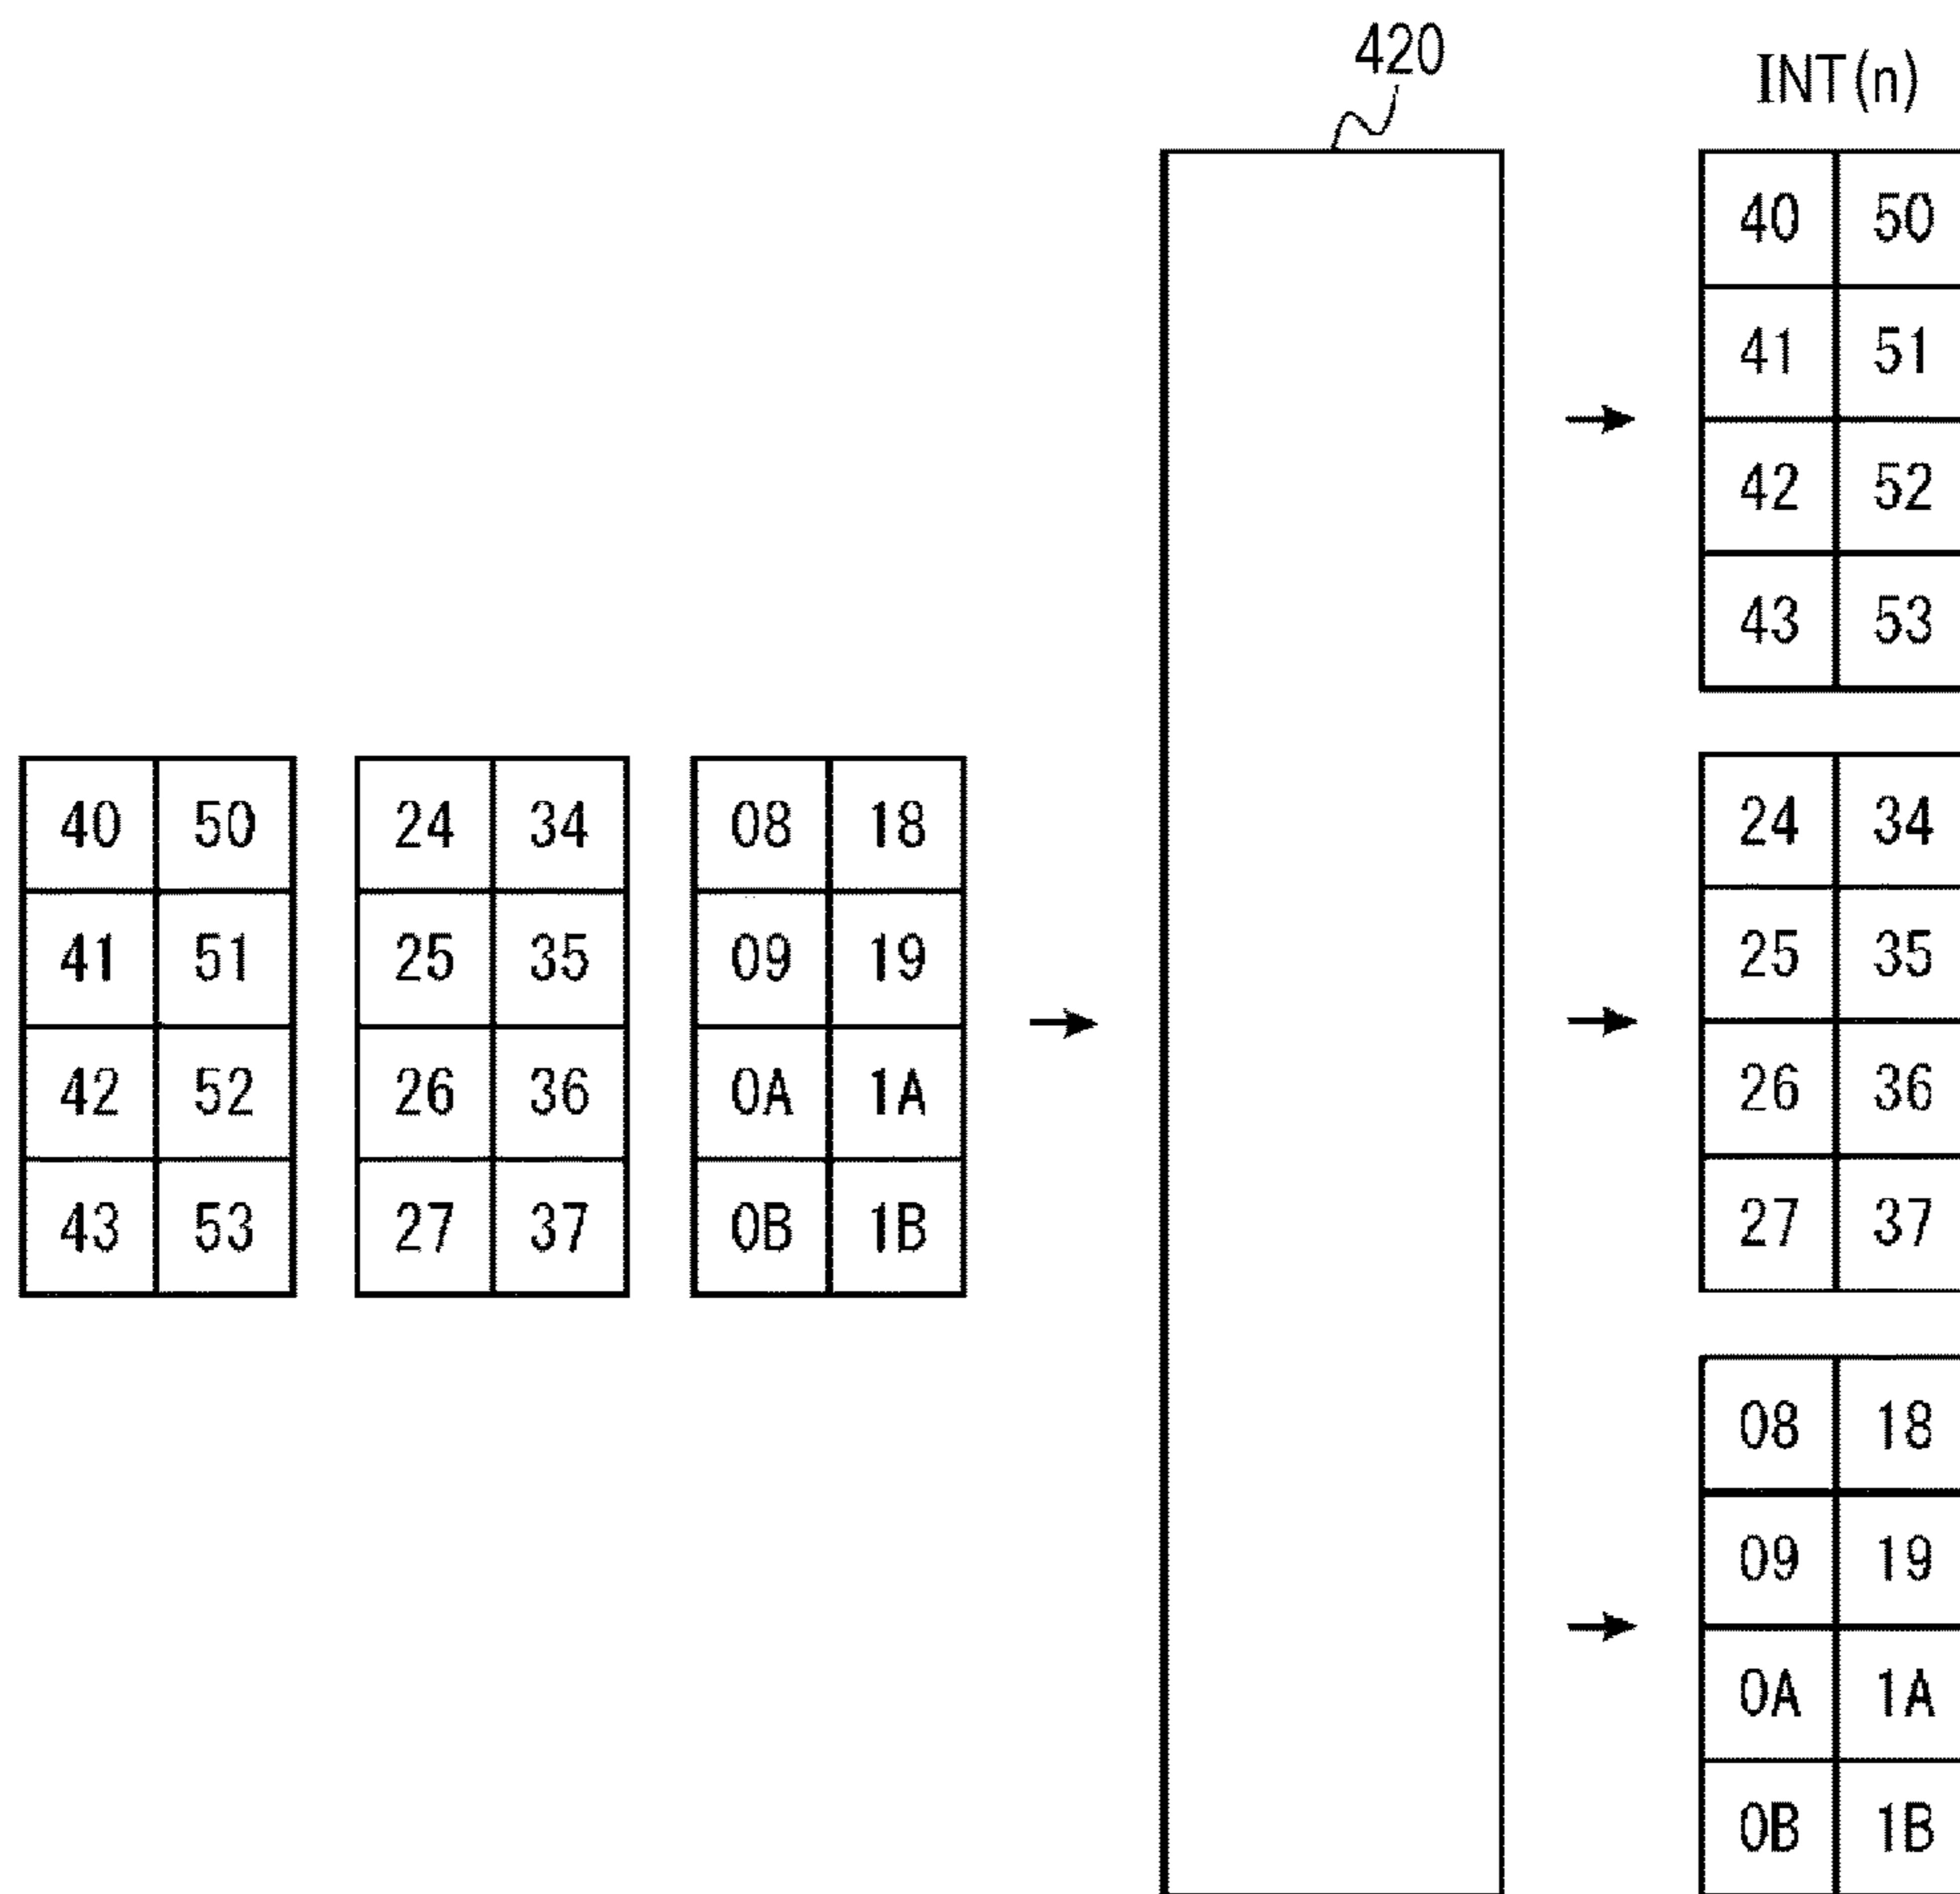 420
INT(n)
40 50
41 51
42 52
43 53
40 50 24 34 08 18
41 51 25 35 09 19
42 52 26 36 0A 1A
43 53 27 37 0B 1B
24 34
25 35
26 36
27 37
08 18
09 19
0A 1A
0B 1B